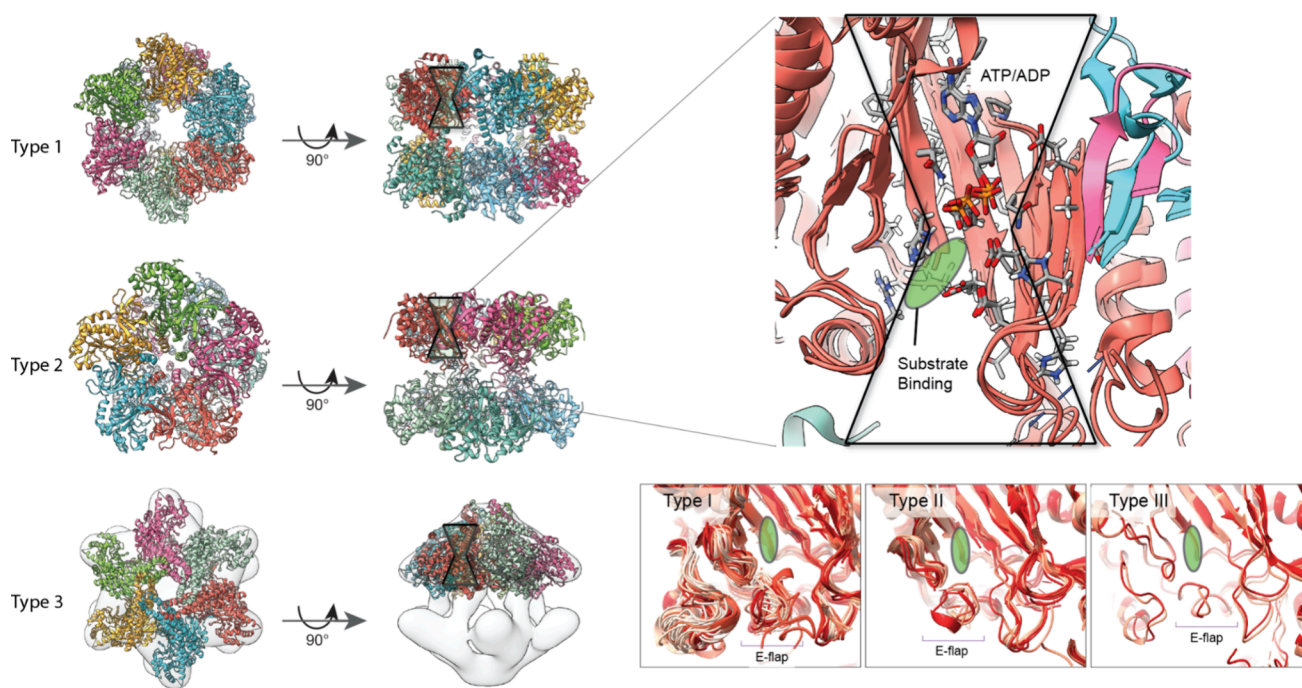 Type 1
90°
ATP/ADP
Substrate
Binding
Type 2
90°
Type 3
90°
Type I
E-flap
Type II
E-flap
Type III
E-flap